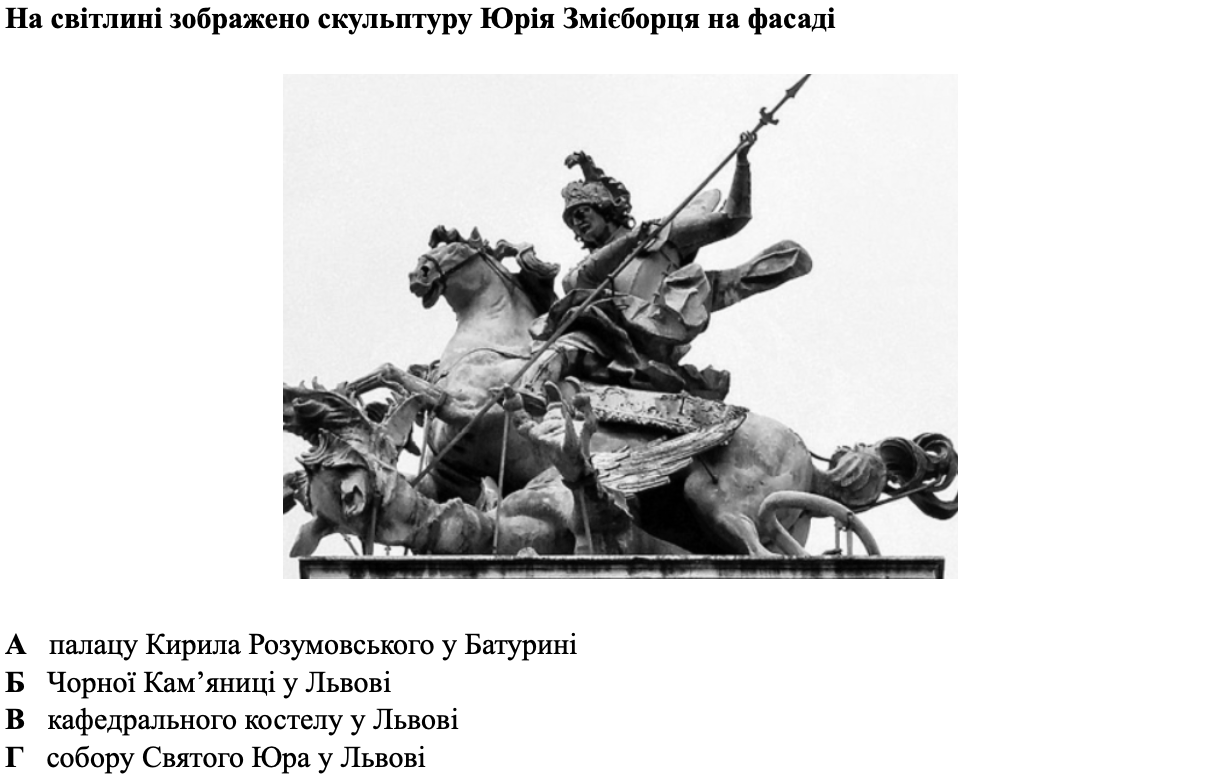 На світлині зображено скульптуру Юрія Змієборця на фасаді
А палацу Кирила Розумовського у Батурині
Б Чорної Кам’яниці у Львові
В кафедрального костелу у Львові
Г собору Святого Юра у Львові